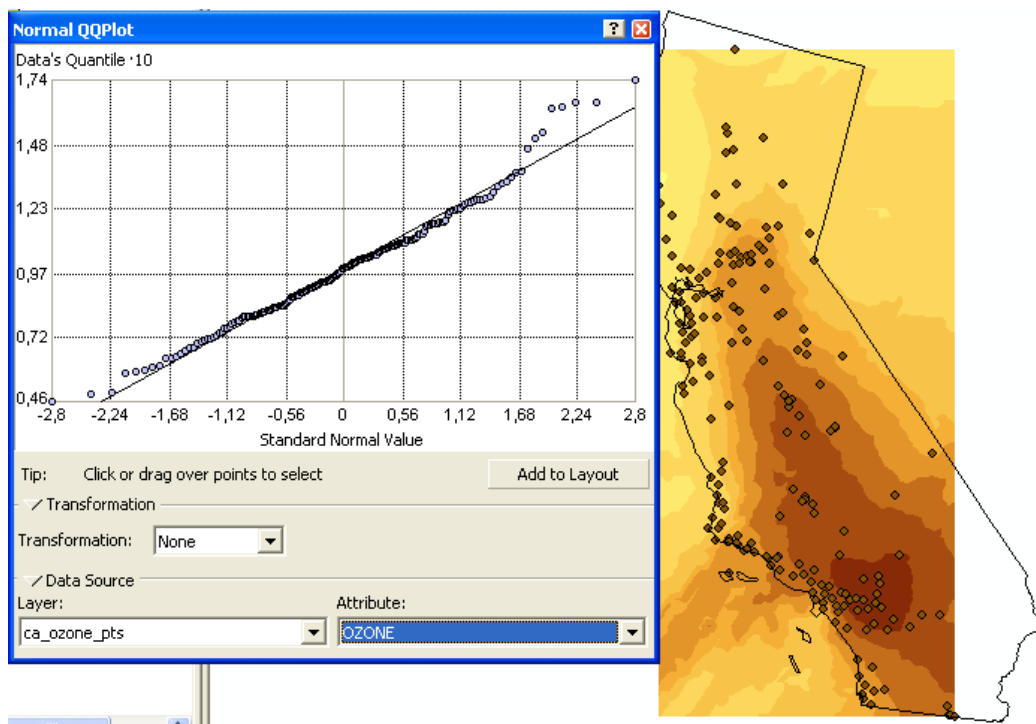 Normal QQPlot
Data's Quantile ·10
1,74
1,48
1,23
0,97
0,72
0,46
-2,8 -2,24 -1,68 -1,12 -0,56 0 0,56 1,12 1,68 2,24 2,8
Standard Normal Value
Tip: Click or drag over points to select Add to Layout
Transformation
Transformation: None
Data Source
Layer: Attribute:
ca_ozone_pts OZONE